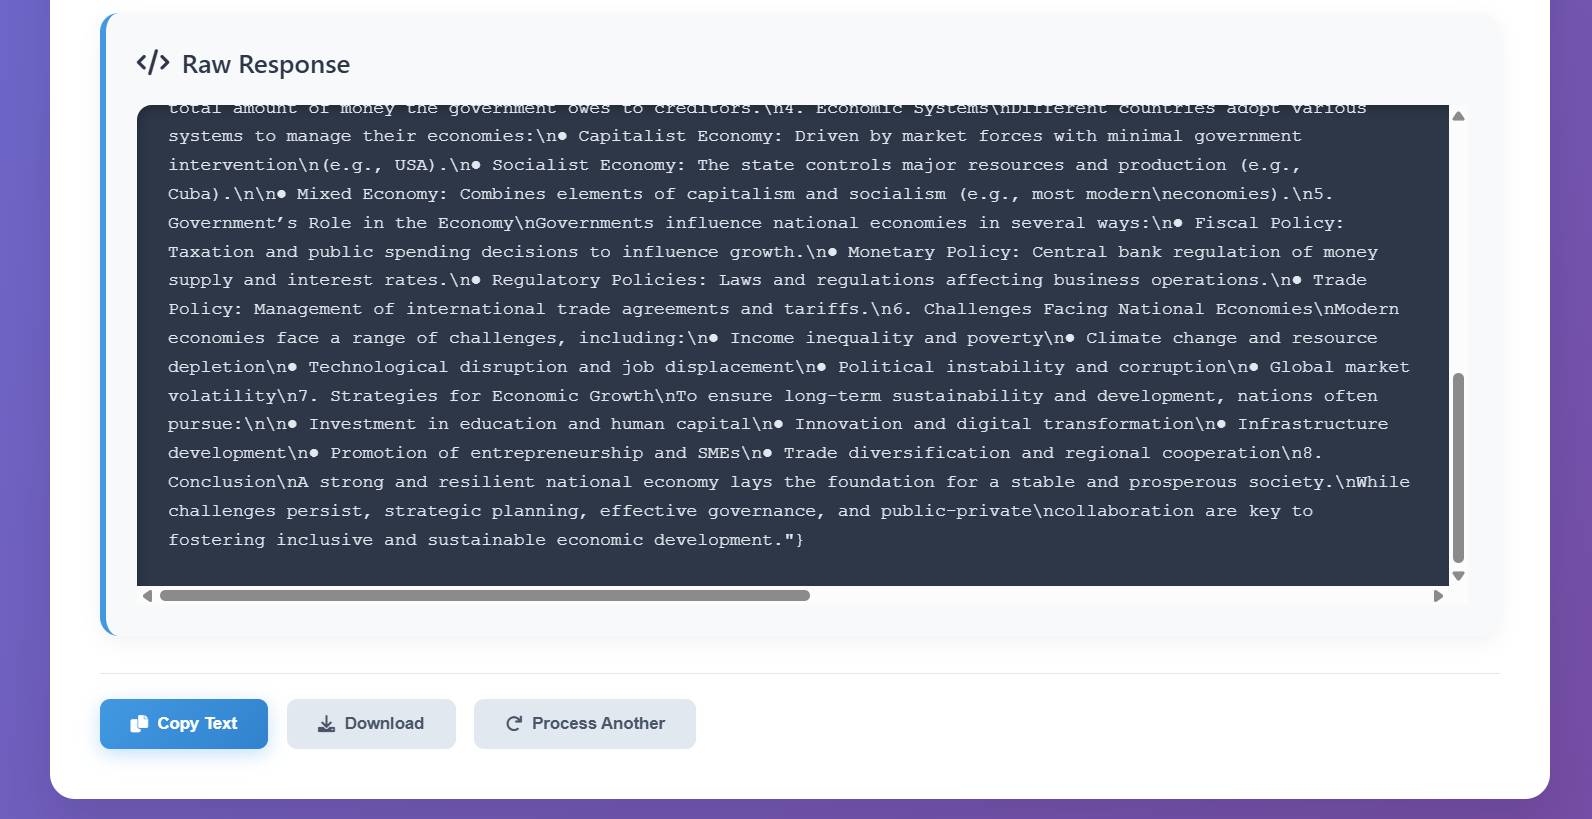 Raw Response
total amount of money the government owes to creditors.\n4. Economic Systems\nDifferent countries adopt various
systems to manage their economies:\n● Capitalist Economy: Driven by market forces with minimal government
intervention\n(e.g., USA).\n● Socialist Economy: The state controls major resources and production (e.g.,
Cuba).\n\n● Mixed Economy: Combines elements of capitalism and socialism (e.g., most modern\neconomies).\n5.
Government’s Role in the Economy\nGovernments influence national economies in several ways:\n● Fiscal Policy:
Taxation and public spending decisions to influence growth.\n● Monetary Policy: Central bank regulation of money
supply and interest rates.\n● Regulatory Policies: Laws and regulations affecting business operations.\n● Trade
Policy: Management of international trade agreements and tariffs.\n6. Challenges Facing National Economies\nModern
economies face a range of challenges, including:\n● Income inequality and poverty\n● Climate change and resource
depletion\n● Technological disruption and job displacement\n● Political instability and corruption\n● Global market
volatility\n7. Strategies for Economic Growth\nTo ensure long-term sustainability and development, nations often
pursue:\n\n● Investment in education and human capital\n● Innovation and digital transformation\n● Infrastructure
development\n● Promotion of entrepreneurship and SMEs\n● Trade diversification and regional cooperation\n8.
Conclusion\nA strong and resilient national economy lays the foundation for a stable and prosperous society.\nWhile
challenges persist, strategic planning, effective governance, and public-private\ncollaboration are key to
fostering inclusive and sustainable economic development."}
Copy Text
Download
Process Another